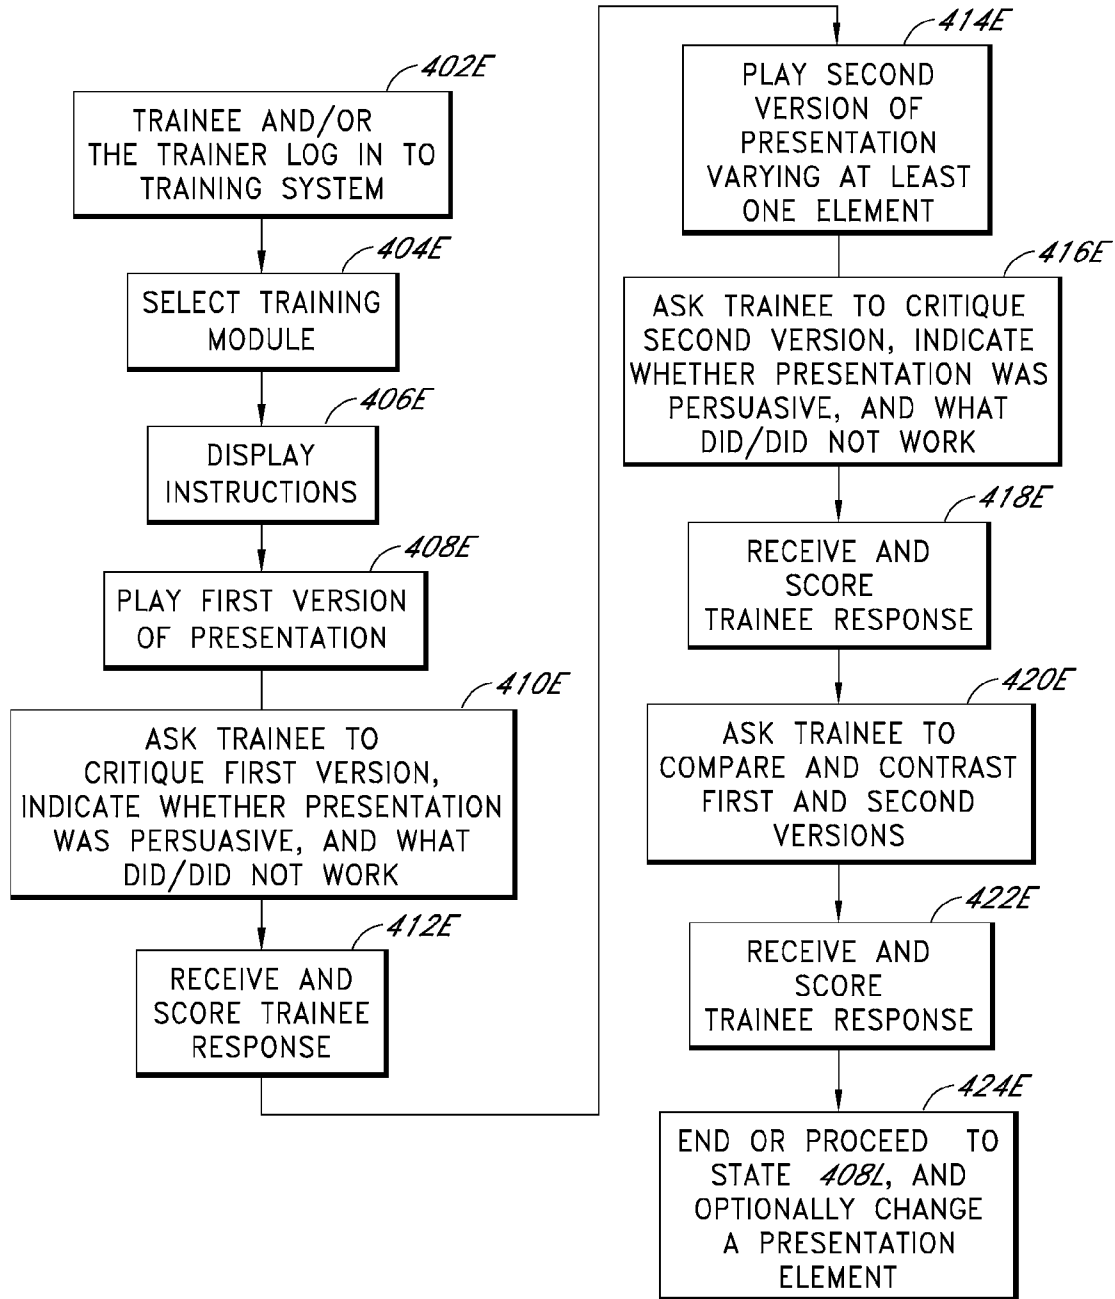 402E
TRAINEE AND/OR
THE TRAINER LOG IN TO
TRAINING SYSTEM
404E
SELECT TRAINING
MODULE
406E
DISPLAY
INSTRUCTIONS
408E
PLAY FIRST VERSION
OF PRESENTATION
410E
ASK TRAINEE TO
CRITIQUE FIRST VERSION,
INDICATE WHETHER PRESENTATION
WAS PERSUASIVE, AND WHAT
DID/DID NOT WORK
412E
RECEIVE AND
SCORE TRAINEE
RESPONSE
414E
PLAY SECOND
VERSION OF
PRESENTATION
VARYING AT LEAST
ONE ELEMENT
416E
ASK TRAINEE TO CRITIQUE
SECOND VERSION, INDICATE
WHETHER PRESENTATION WAS
PERSUASIVE, AND WHAT
DID/DID NOT WORK
418E
RECEIVE AND
SCORE
TRAINEE RESPONSE
420E
ASK TRAINEE TO
COMPARE AND CONTRAST
FIRST AND SECOND
VERSIONS
422E
RECEIVE AND
SCORE
TRAINEE RESPONSE
424E
END OR PROCEED TO
STATE 408L, AND
OPTIONALLY CHANGE
A PRESENTATION
ELEMENT